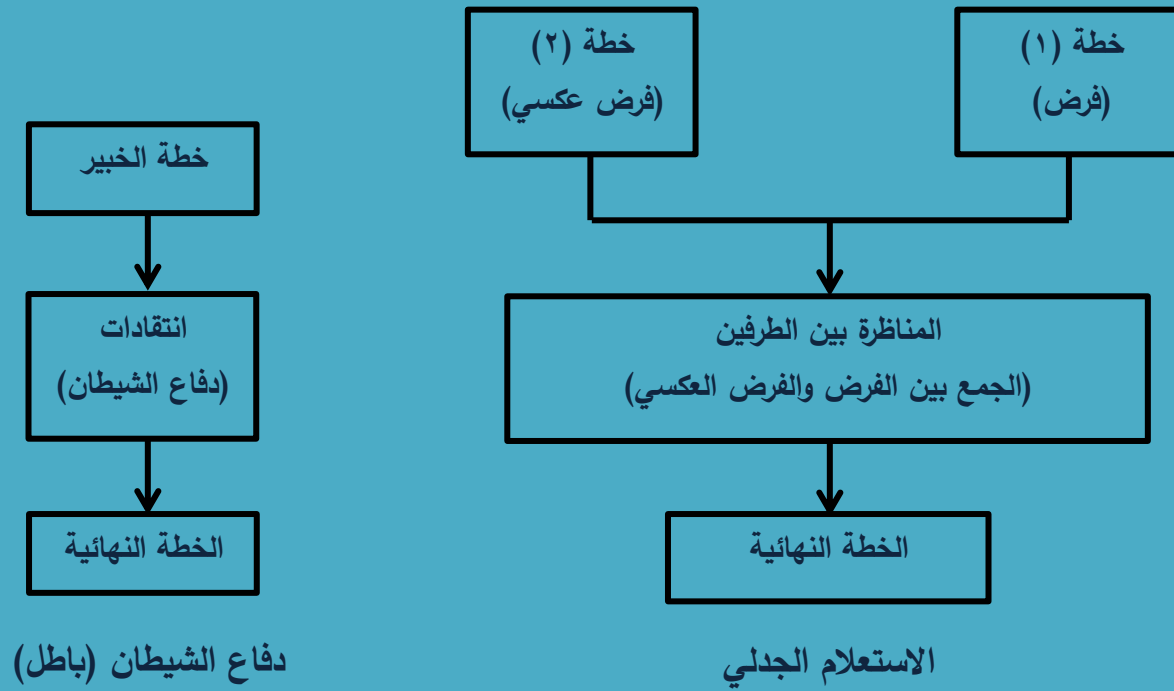 خطة (١)
(فرض)
خطة (٢)
(فرض عكسي)
المناظرة بين الطرفين
(الجمع بين الفرض والفرض العكسي)
الخطة النهائية
الاستعلام الجدلي
خطة الخبير
انتقادات
(دفاع الشيطان)
الخطة النهائية
دفاع الشيطان (باطل)